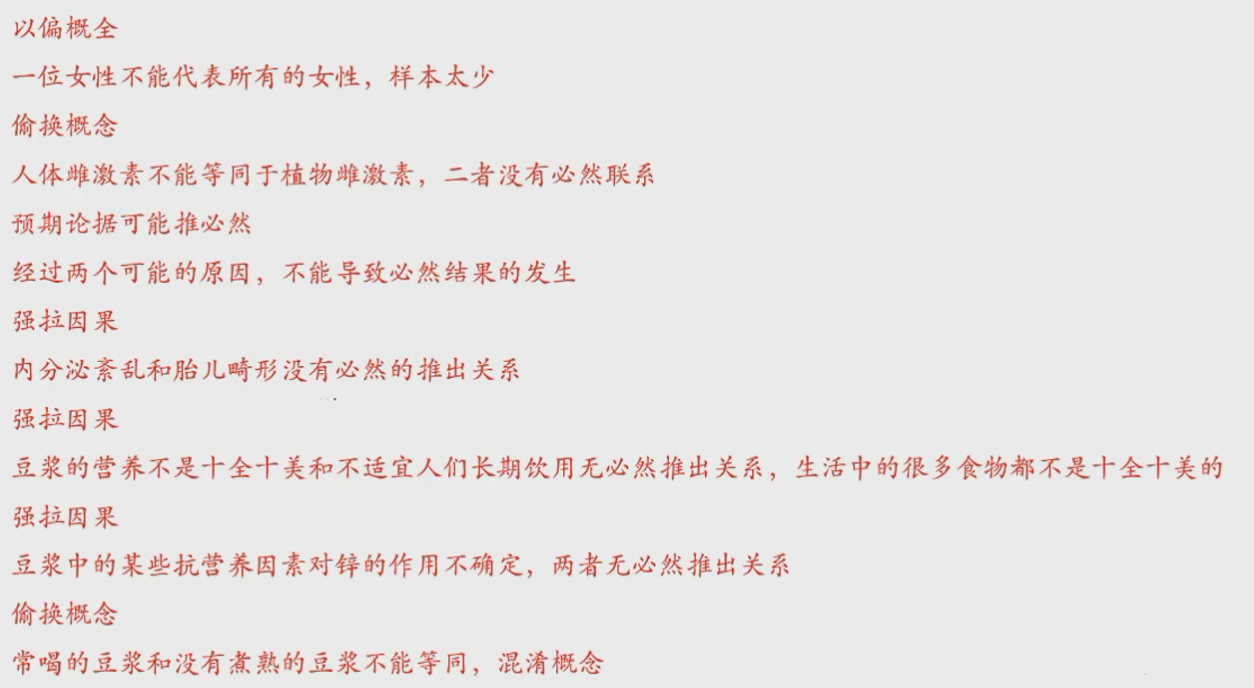 以偏概全
一位女性不能代表所有的女性，样本太少
偷换概念
人体雌激素不能等同于植物雌激素，二者没有必然联系
预期论据可能推必然
经过两个可能的原因，不能导致必然结果的发生
强拉因果
内分泌紊乱和胎儿畸形没有必然的推出关系
强拉因果
豆浆的营养不是十全十美和不适宜人们长期饮用无必然推出关系，生活中的很多食物都不是十全十美的
强拉因果
豆浆中的某些抗营养因素对锌的作用不确定，两者无必然推出关系
偷换概念
常喝的豆浆和没有煮熟的豆浆不能等同，混淆概念